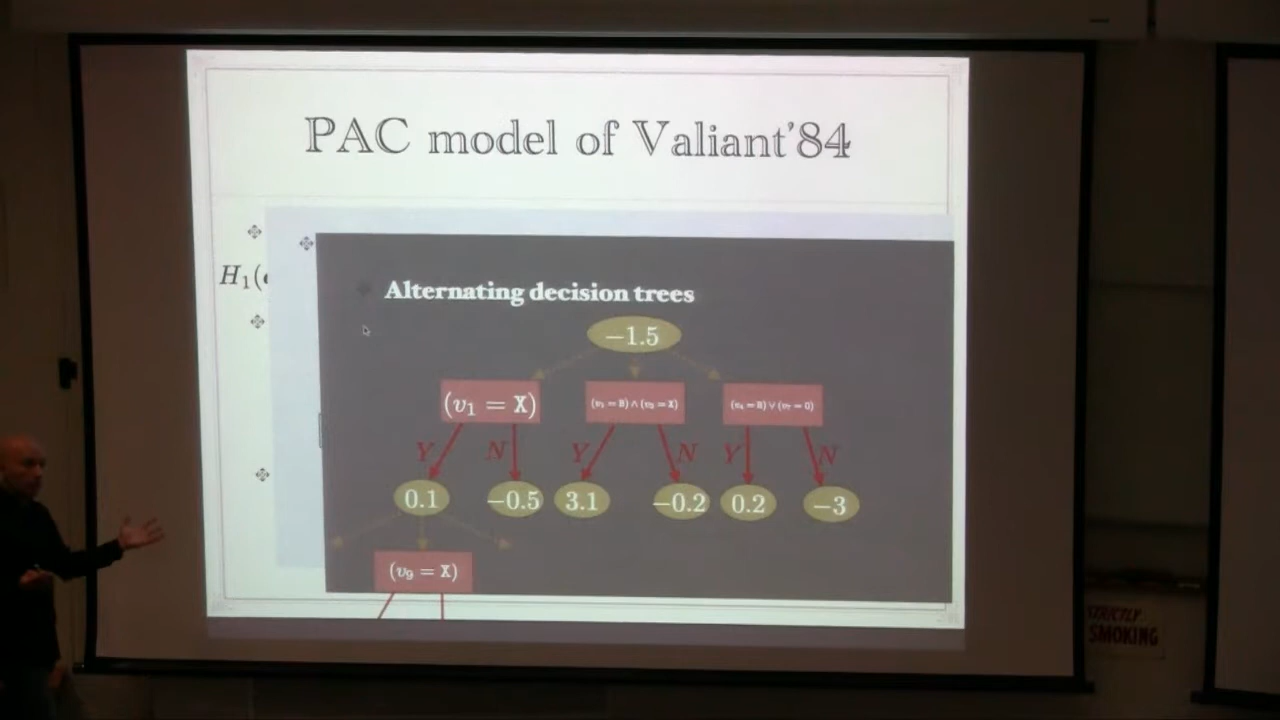 PAC model of Valiant'84
H₁(
Alternating decision trees
−1.5
(v₁ = X)
Y N Y N Y N
0.1 −0.5 3.1 −0.2 0.2 −3
(v₉ = X)
STRICTLY
SMOKING